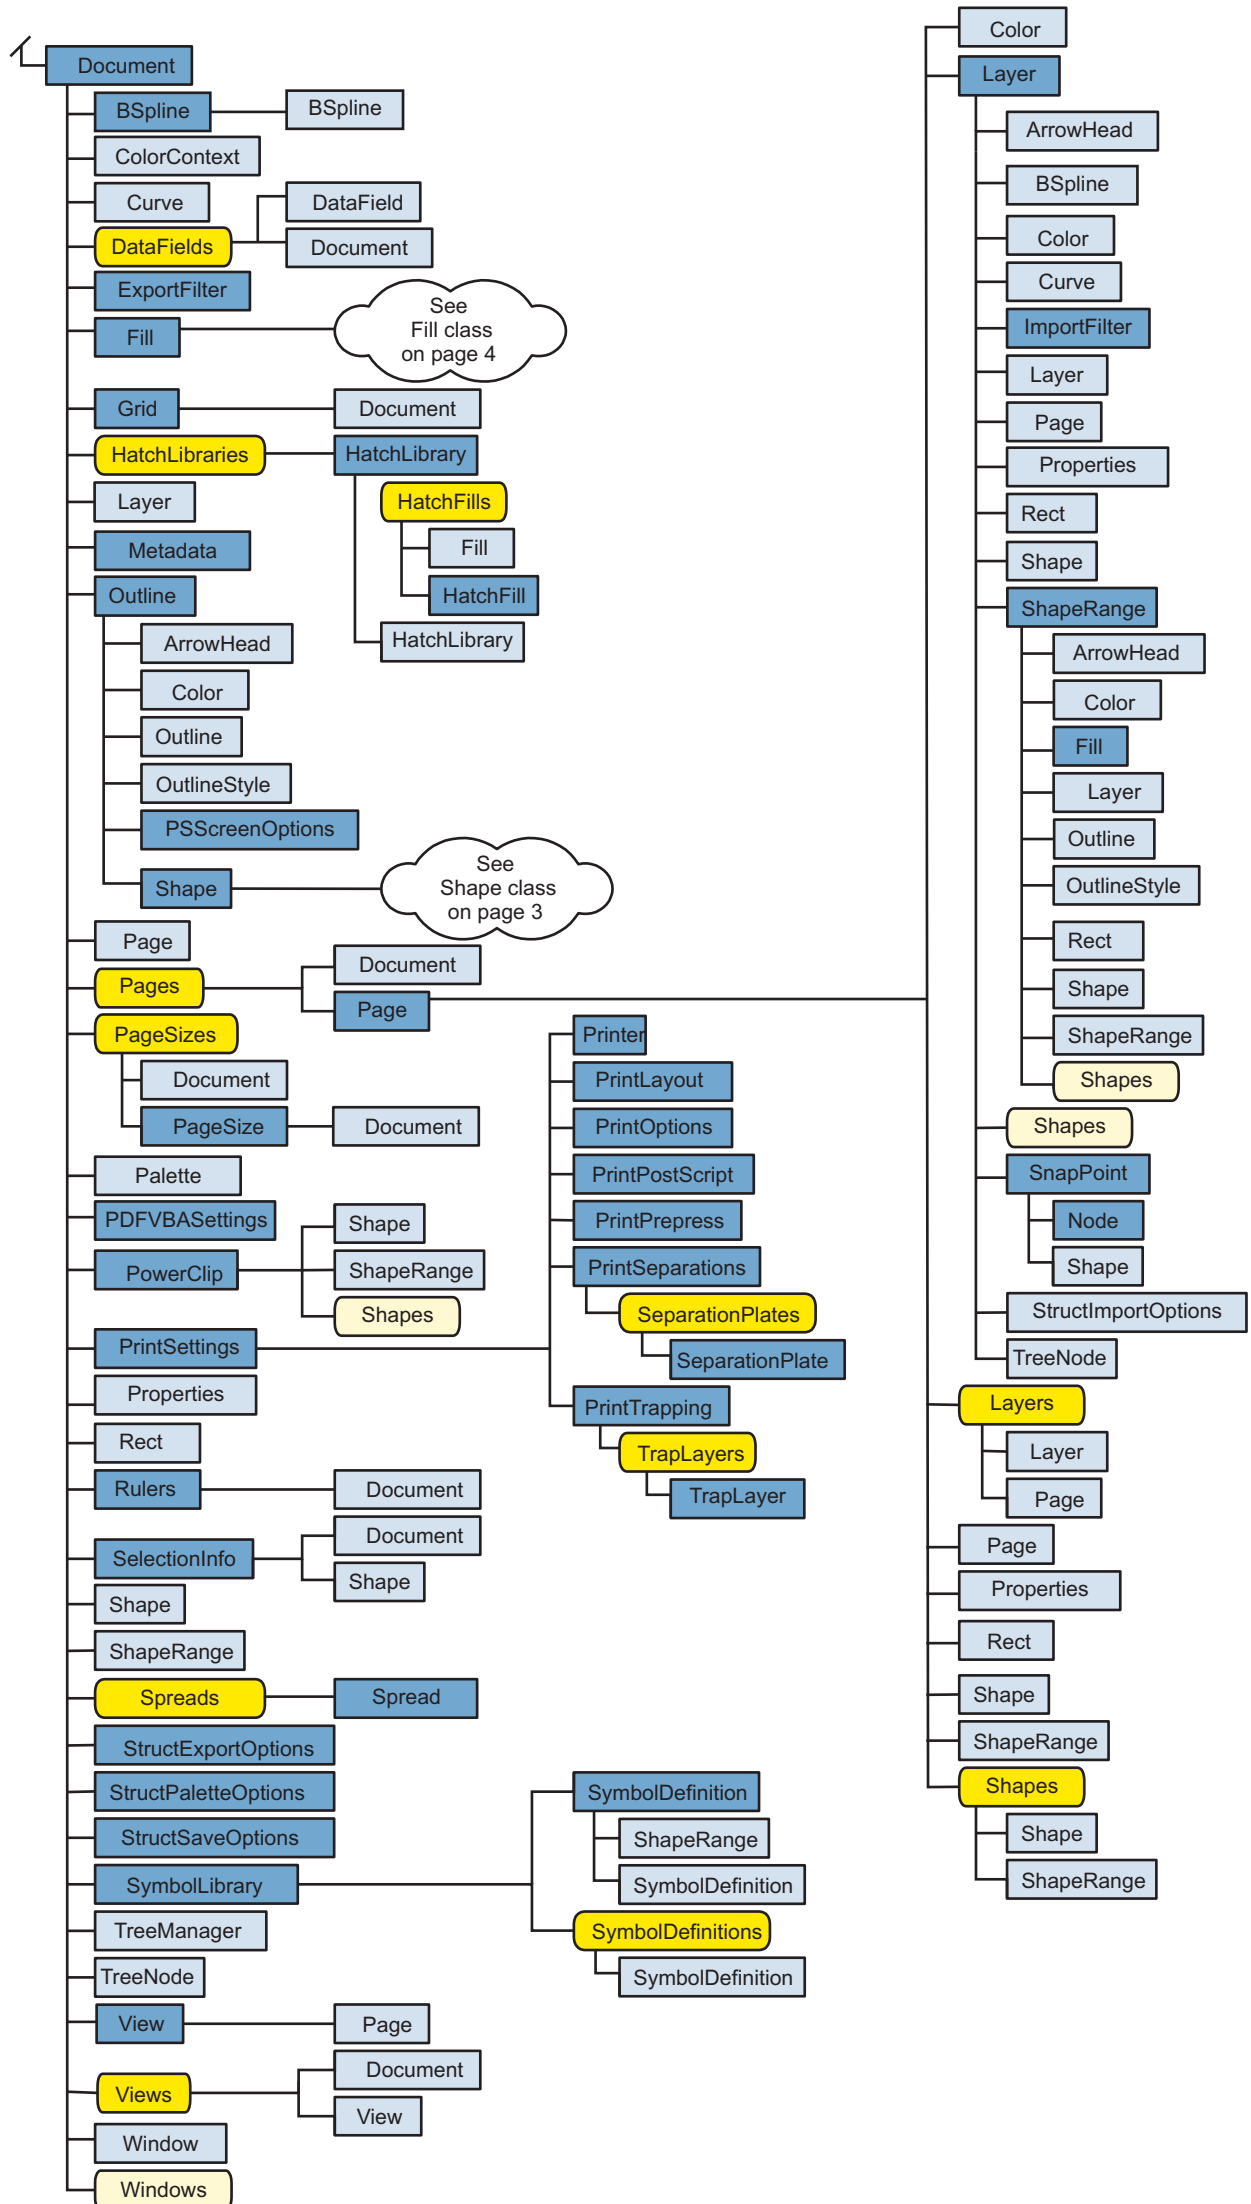 Document
BSpline
BSpline
ColorContext
Curve
DataFields
DataField
Document
ExportFilter
Fill
See
Fill class
on page 4
Grid
Document
HatchLibraries
HatchLibrary
HatchFills
Fill
HatchFill
HatchLibrary
Layer
Metadata
Outline
ArrowHead
Color
Outline
OutlineStyle
PSScreenOptions
Shape
See
Shape class
on page 3
Page
Pages
Document
Page
PageSizes
Document
PageSize
Document
Palette
PDFVBASettings
PowerClip
Shape
ShapeRange
Shapes
PrintSettings
Printer
PrintLayout
PrintOptions
PrintPostScript
PrintPrepress
PrintSeparations
SeparationPlates
SeparationPlate
PrintTrapping
TrapLayers
TrapLayer
Properties
Rect
Rulers
Document
SelectionInfo
Document
Shape
Shape
ShapeRange
Spreads
Spread
StructExportOptions
StructPaletteOptions
StructSaveOptions
SymbolLibrary
SymbolDefinition
ShapeRange
SymbolDefinition
SymbolDefinitions
SymbolDefinition
TreeManager
TreeNode
View
Page
Views
Document
View
Window
Windows
Color
Layer
ArrowHead
BSpline
Color
Curve
ImportFilter
Layer
Page
Properties
Rect
Shape
ShapeRange
ArrowHead
Color
Fill
Layer
Outline
OutlineStyle
Rect
Shape
ShapeRange
Shapes
Shapes
SnapPoint
Node
Shape
StructImportOptions
TreeNode
Layers
Layer
Page
Page
Properties
Rect
Shape
ShapeRange
Shapes
Shape
ShapeRange